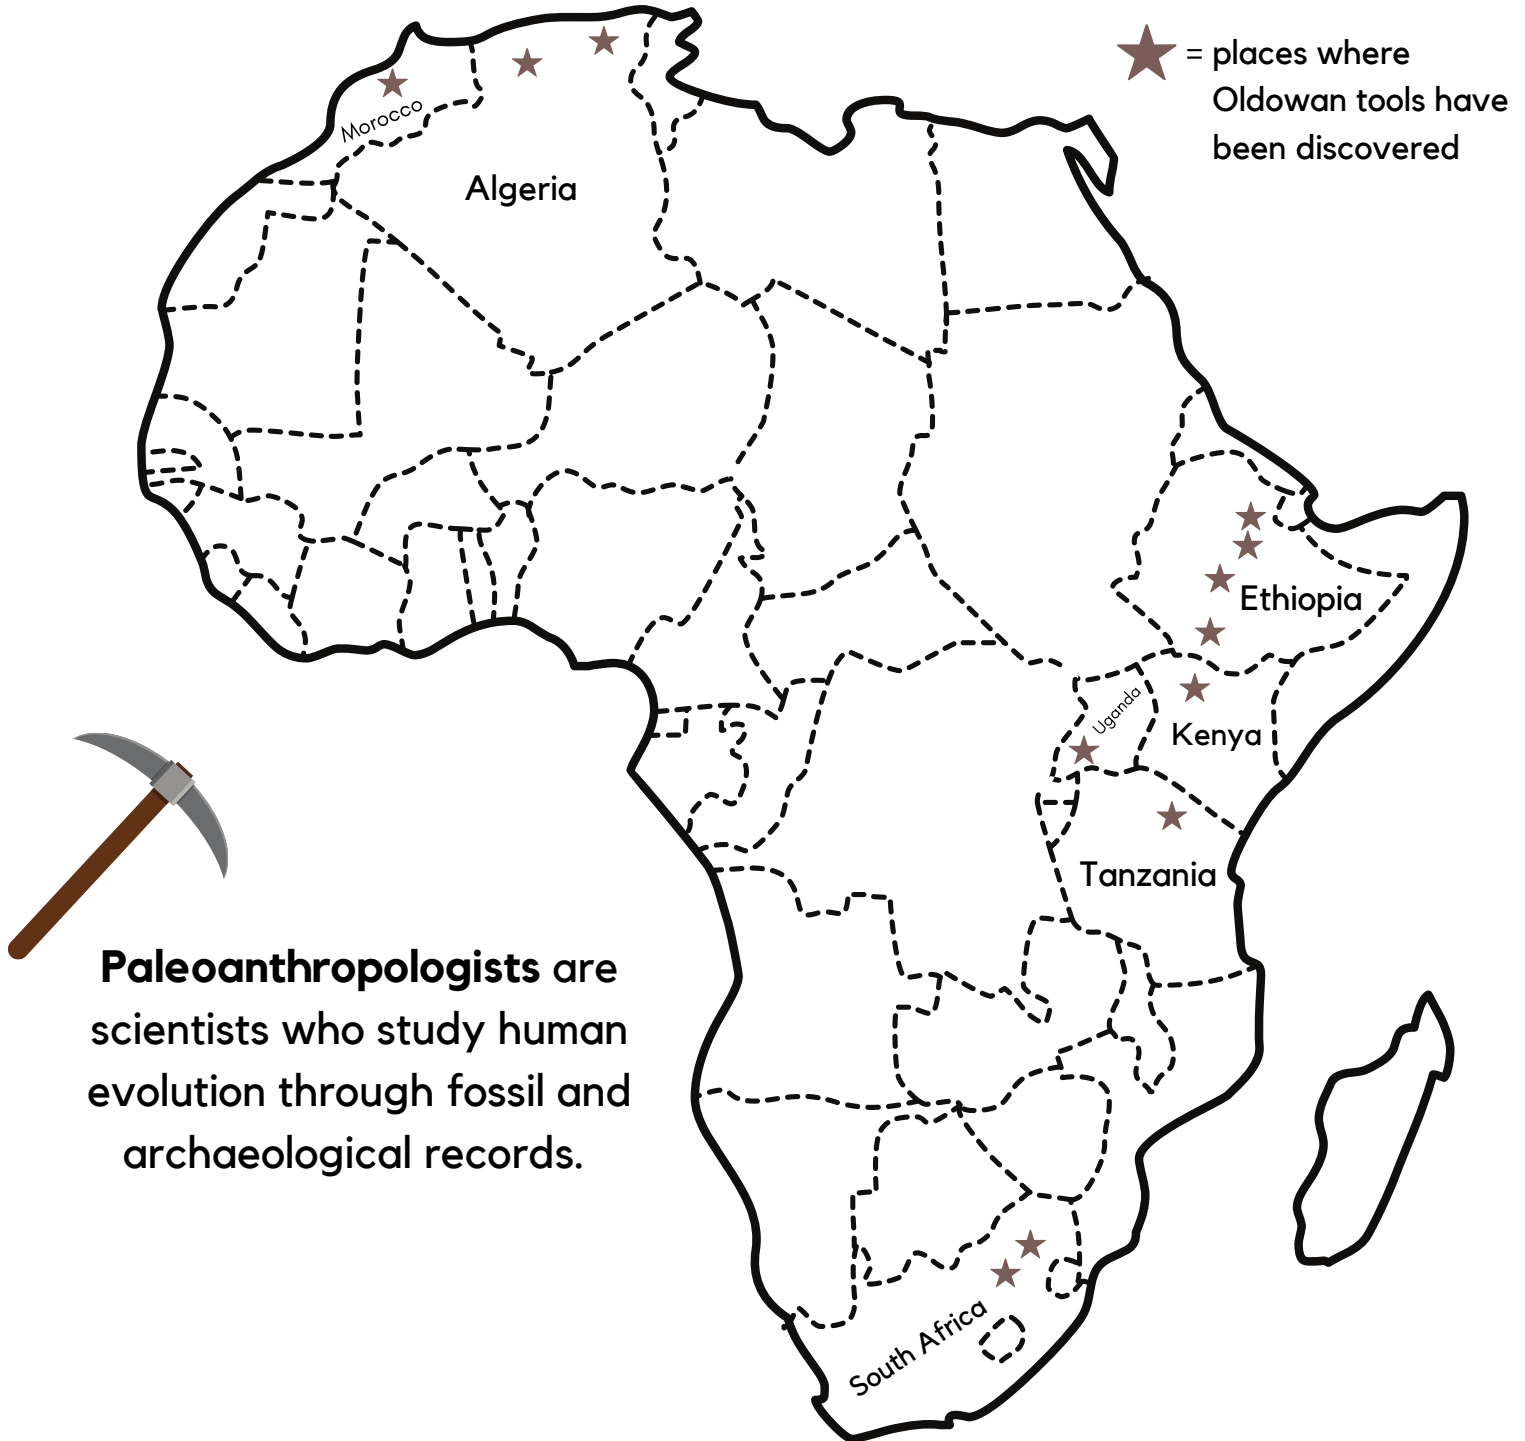 = places where
Oldowan tools have
been discovered
Morocco
Algeria
Ethiopia
Uganda
Kenya
Tanzania
Paleoanthropologists are
scientists who study human
evolution through fossil and
archaeological records.
South Africa